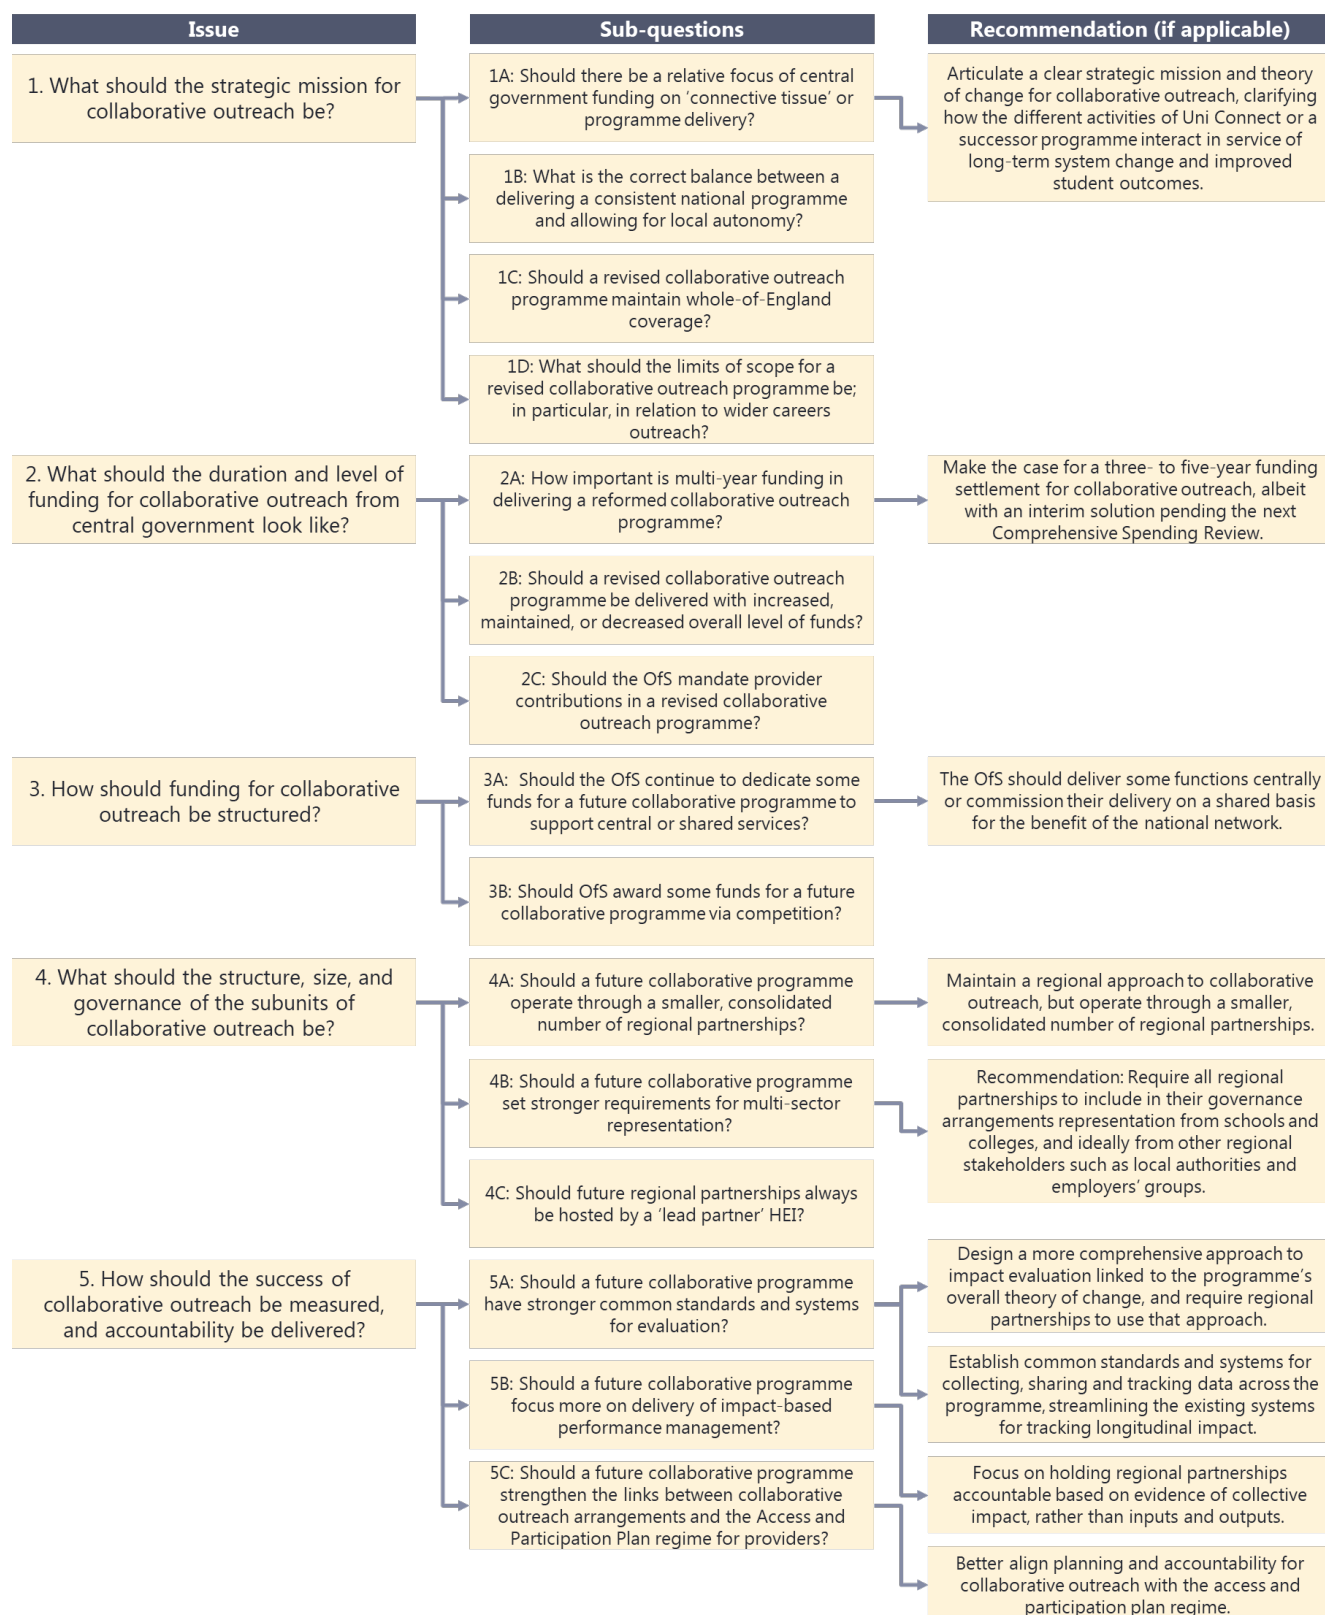 Issue
Sub-questions
Recommendation (if applicable)
1. What should the strategic mission for
collaborative outreach be?
1A: Should there be a relative focus of central
government funding on ‘connective tissue’ or
programme delivery?
Articulate a clear strategic mission and theory
of change for collaborative outreach, clarifying
how the different activities of Uni Connect or a
successor programme interact in service of
long-term system change and improved
student outcomes.
1B: What is the correct balance between a
delivering a consistent national programme
and allowing for local autonomy?
1C: Should a revised collaborative outreach
programme maintain whole-of-England
coverage?
1D: What should the limits of scope for a
revised collaborative outreach programme be;
in particular, in relation to wider careers
outreach?
2. What should the duration and level of
funding for collaborative outreach from
central government look like?
2A: How important is multi-year funding in
delivering a reformed collaborative outreach
programme?
Make the case for a three- to five-year funding
settlement for collaborative outreach, albeit
with an interim solution pending the next
Comprehensive Spending Review.
2B: Should a revised collaborative outreach
programme be delivered with increased,
maintained, or decreased overall level of funds?
2C: Should the OfS mandate provider
contributions in a revised collaborative
outreach programme?
3. How should funding for collaborative
outreach be structured?
3A: Should the OfS continue to dedicate some
funds for a future collaborative programme to
support central or shared services?
The OfS should deliver some functions centrally
or commission their delivery on a shared basis
for the benefit of the national network.
3B: Should OfS award some funds for a future
collaborative programme via competition?
4. What should the structure, size, and
governance of the subunits of
collaborative outreach be?
4A: Should a future collaborative programme
operate through a smaller, consolidated
number of regional partnerships?
Maintain a regional approach to collaborative
outreach, but operate through a smaller,
consolidated number of regional partnerships.
4B: Should a future collaborative programme
set stronger requirements for multi-sector
representation?
Recommendation: Require all regional
partnerships to include in their governance
arrangements representation from schools and
colleges, and ideally from other regional
stakeholders such as local authorities and
employers’ groups.
4C: Should future regional partnerships always
be hosted by a ‘lead partner’ HEI?
5. How should the success of
collaborative outreach be measured,
and accountability be delivered?
5A: Should a future collaborative programme
have stronger common standards and systems
for evaluation?
Design a more comprehensive approach to
impact evaluation linked to the programme’s
overall theory of change, and require regional
partnerships to use that approach.
Establish common standards and systems for
collecting, sharing and tracking data across the
programme, streamlining the existing systems
for tracking longitudinal impact.
5B: Should a future collaborative programme
focus more on delivery of impact-based
performance management?
Focus on holding regional partnerships
accountable based on evidence of collective
impact, rather than inputs and outputs.
5C: Should a future collaborative programme
strengthen the links between collaborative
outreach arrangements and the Access and
Participation Plan regime for providers?
Better align planning and accountability for
collaborative outreach with the access and
participation plan regime.